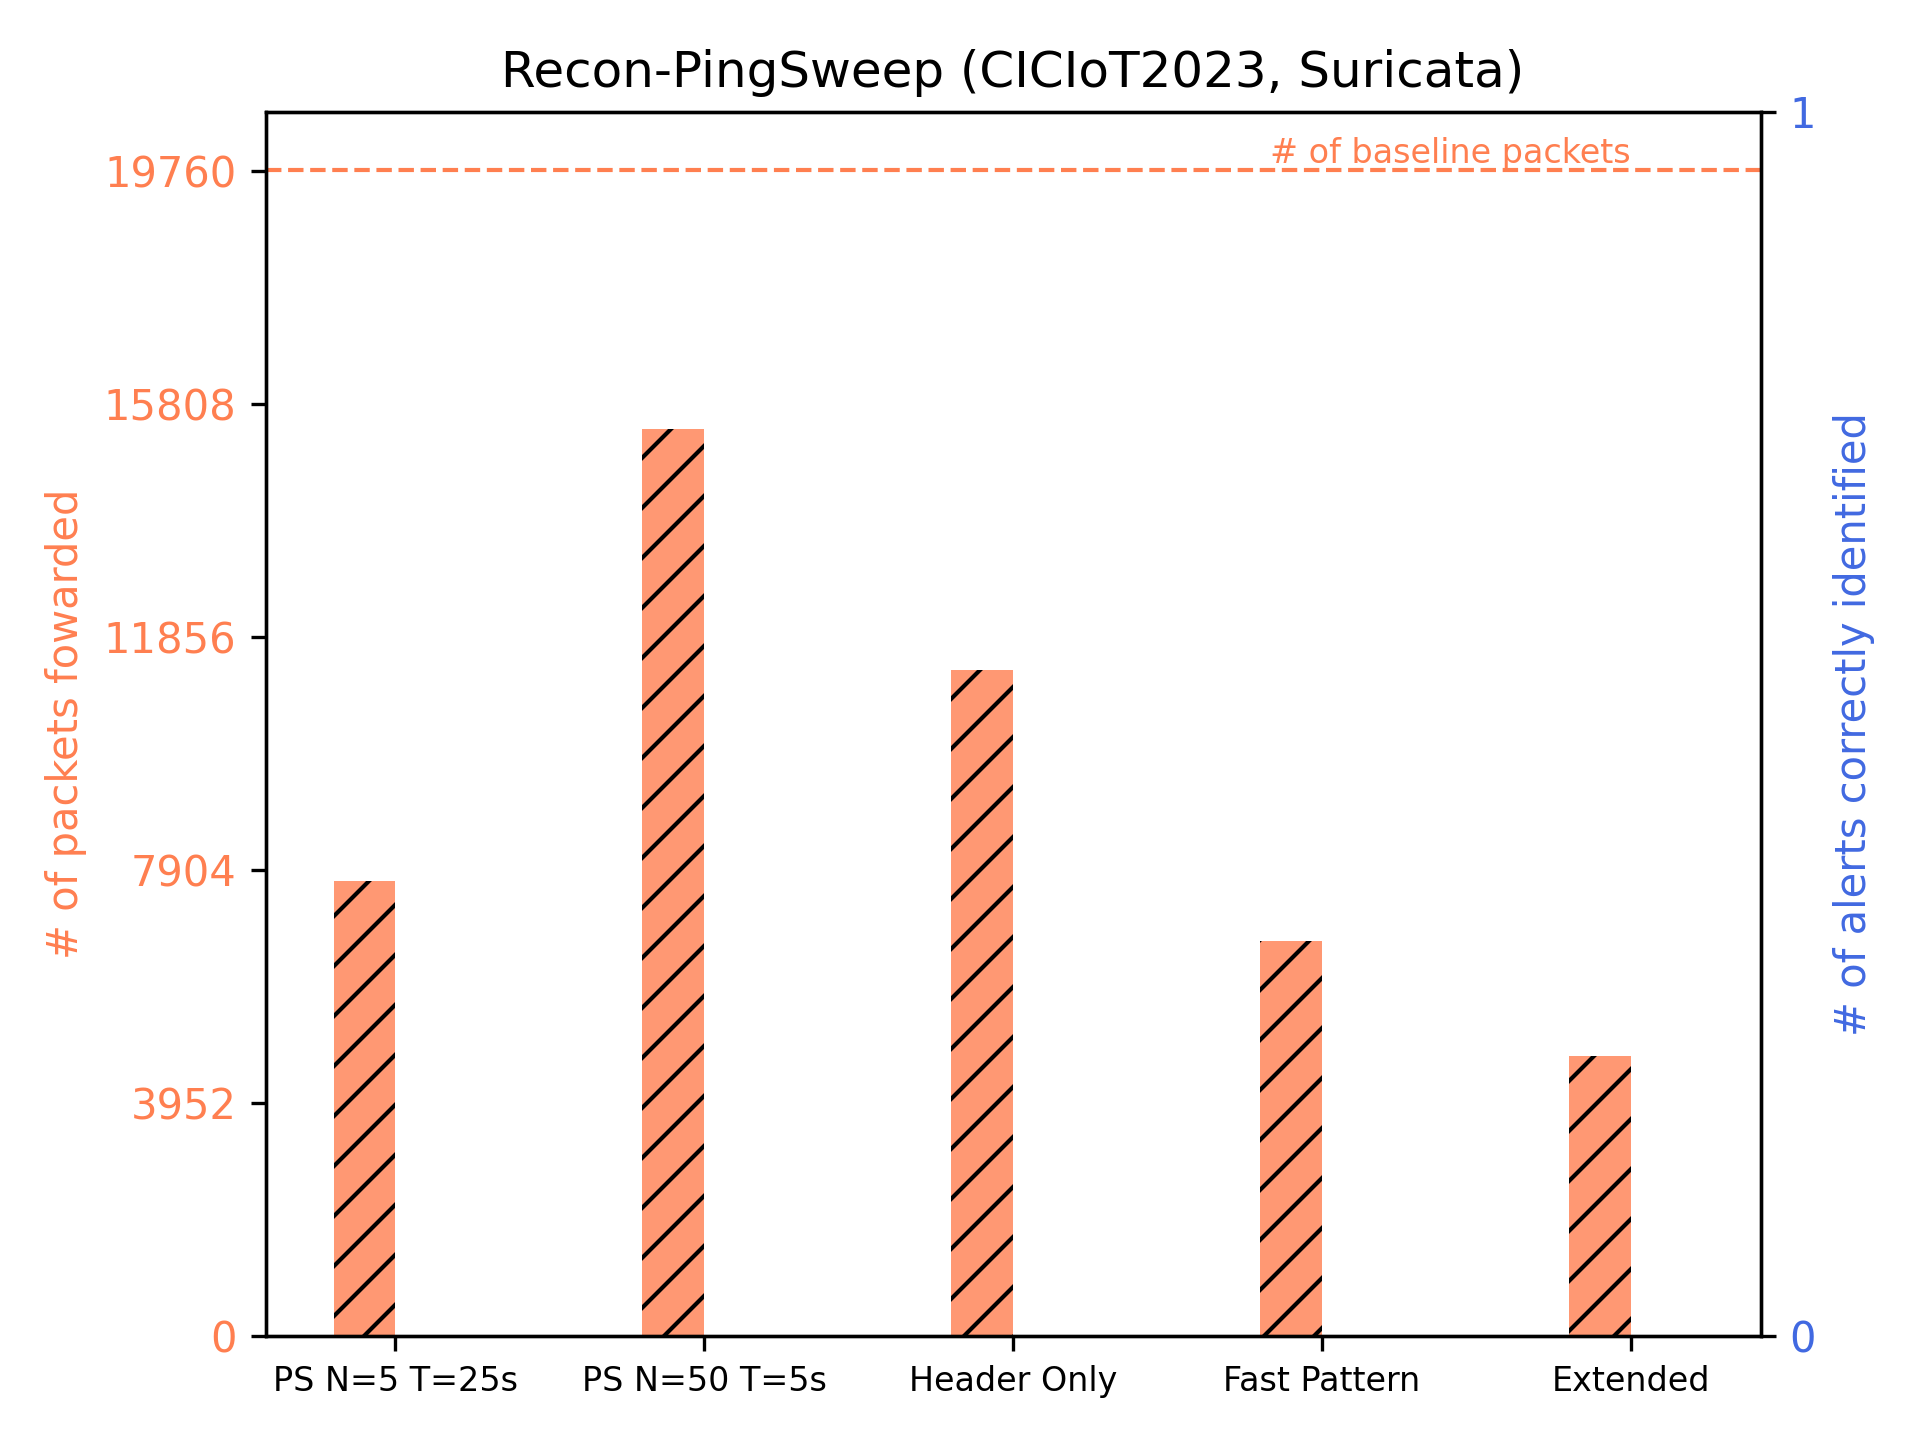 Recon-PingSweep (CICIoT2023, Suricata)
# of baseline packets
19760
15808
11856
7904
3952
0
# of packets fowarded
1
0
# of alerts correctly identified
PS N=5 T=25s
PS N=50 T=5s
Header Only
Fast Pattern
Extended